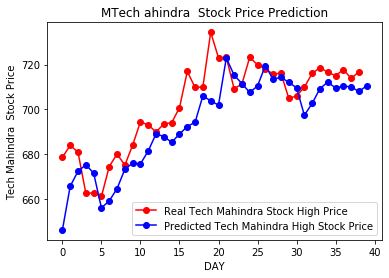 MTech ahindra  Stock Price Prediction
Tech Mahindra  Stock Price
720
700
680
660
Real Tech Mahindra Stock High Price
Predicted Tech Mahindra High Stock Price
0 5 10 15 20 25 30 35 40
DAY